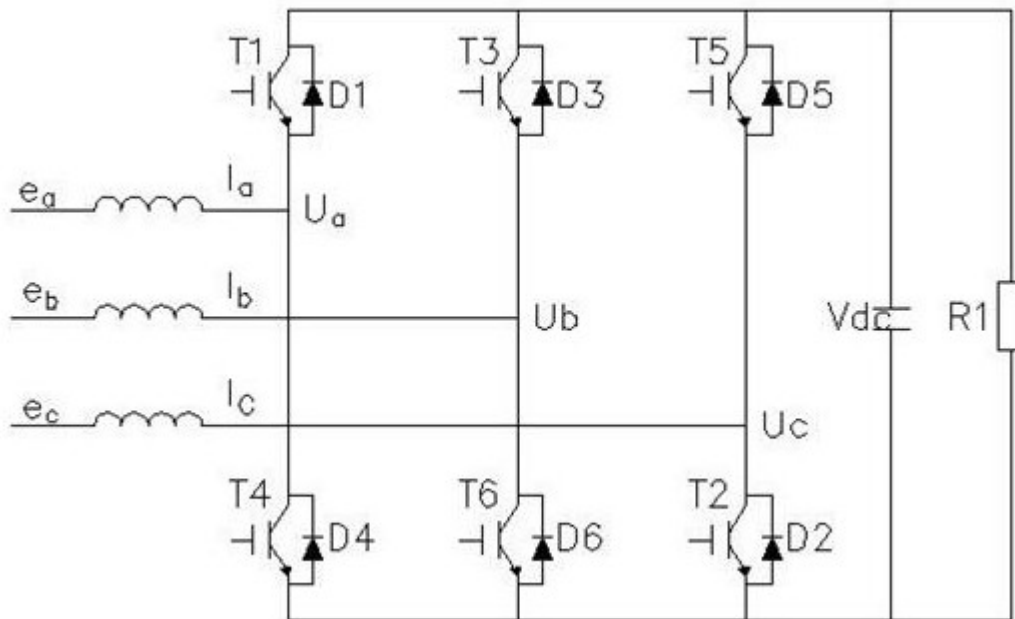 T1 D1 T3 D3 T5 D5
ea Ia Ua
eb Ib Ub Vdc R1
ec Ic Uc
T4 D4 T6 D6 T2 D2